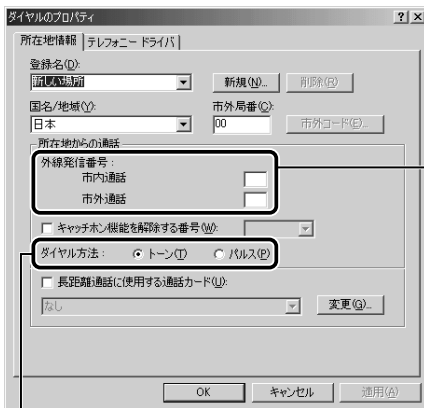 ダイヤルのプロパティ
所在地情報 テレフォニー ドライバ
登録名(D):
新しい場所 新規(N)... 削除(R)
国名/地域(Y): 市外局番(C):
日本 00 市外コード(E)...
所在地からの通話
外線発信番号:
市内通話
市外通話
キャッチホン機能を解除する番号(W):
ダイヤル方法: トーン(T) パルス(P)
長距離通話に使用する通話カード(U):
なし 変更(G)...
OK キャンセル 適用(A)